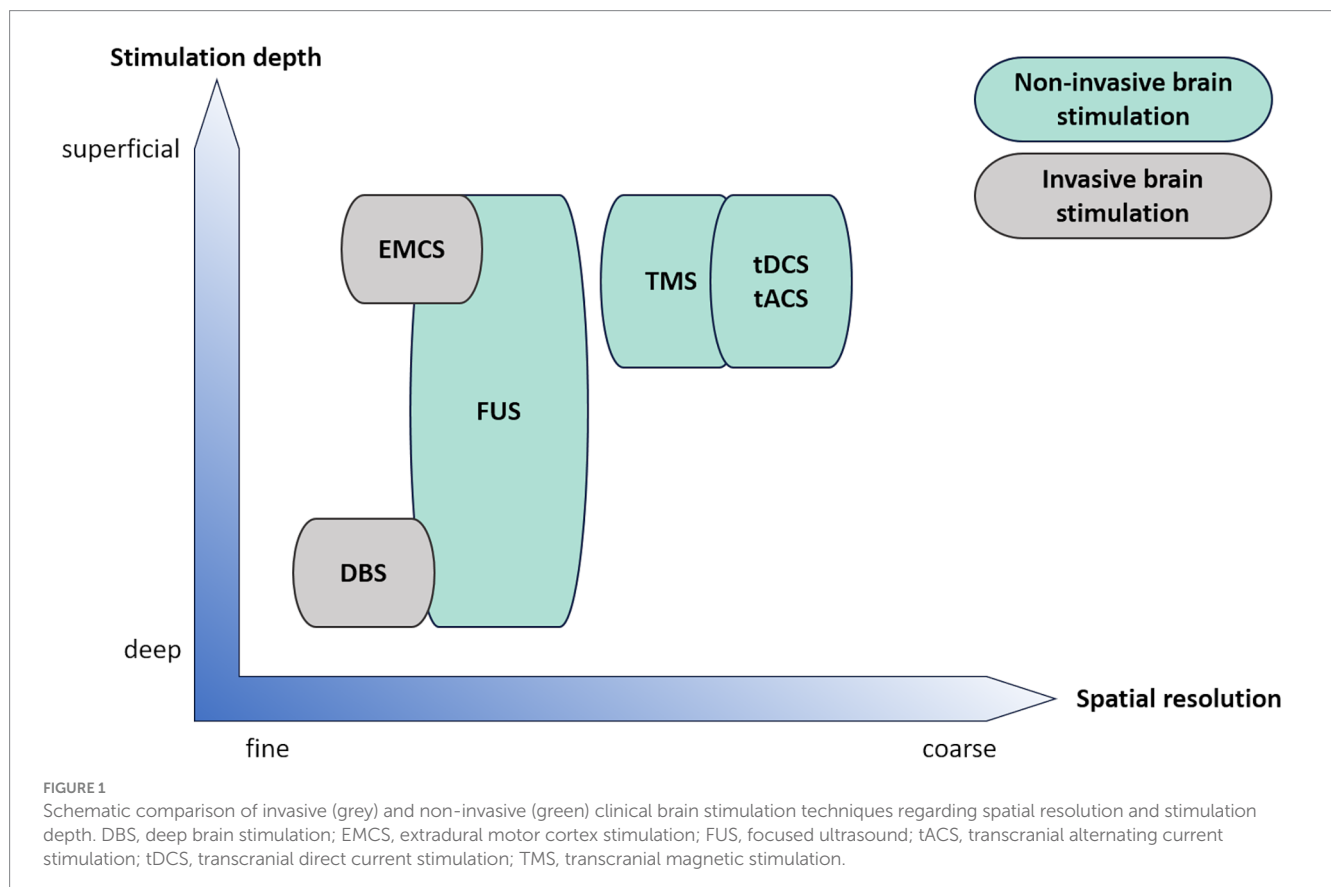 Stimulation depth
superficial
deep
Non-invasive brain
stimulation
Invasive brain
stimulation
EMCS
TMS
tDCS
tACS
FUS
DBS
Spatial resolution
fine
coarse
FIGURE 1
Schematic comparison of invasive (grey) and non-invasive (green) clinical brain stimulation techniques regarding spatial resolution and stimulation
depth. DBS, deep brain stimulation; EMCS, extradural motor cortex stimulation; FUS, focused ultrasound; tACS, transcranial alternating current
stimulation; tDCS, transcranial direct current stimulation; TMS, transcranial magnetic stimulation.